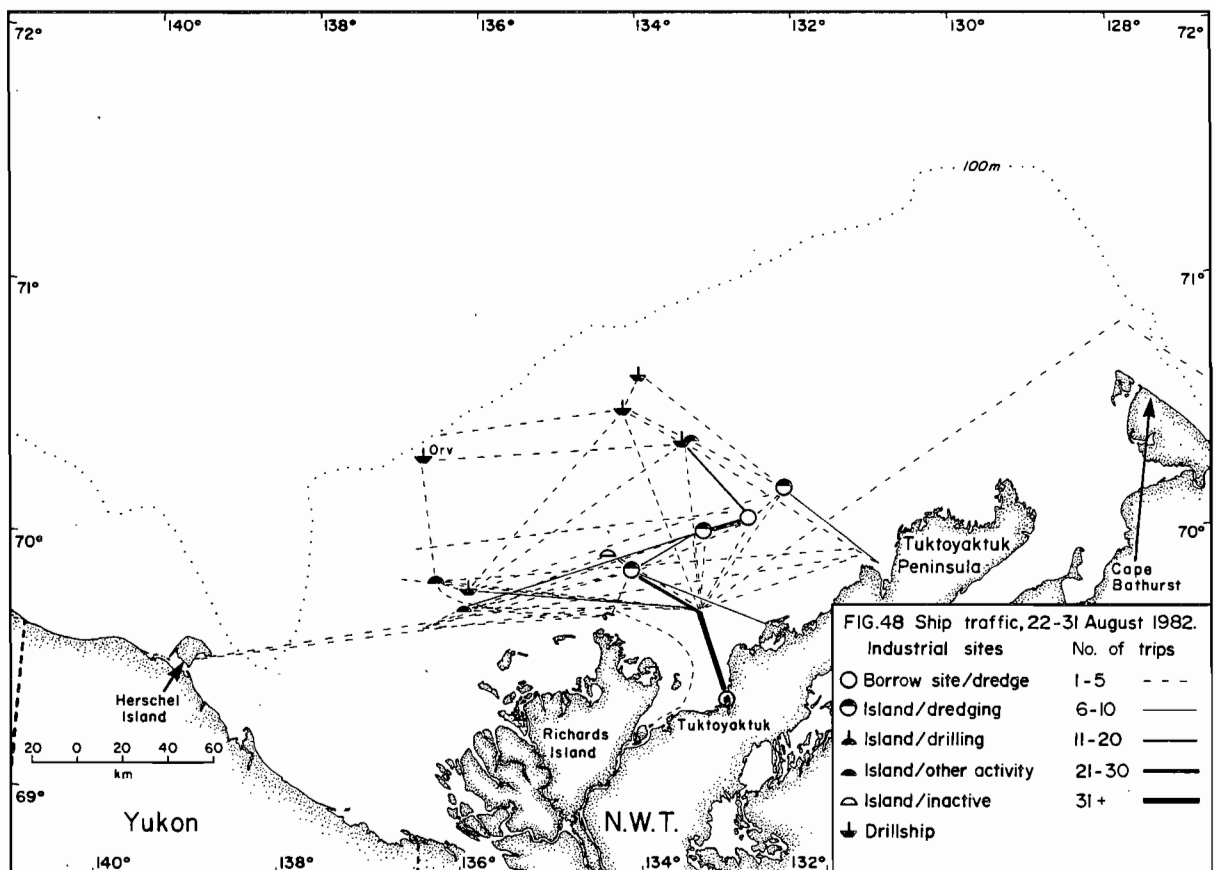 140° 138° 136° 134° 132° 130° 128°
72° 72°
100m
71° 71°
Orv
70° 70°
Tuktoyaktuk
Peninsula
Cape
Bathurst
Herschel
Island
Richards
Island
Tuktoyaktuk
20 0 20 40 60
km
69°
Yukon
N.W.T.
140° 138° 136° 134° 132°
FIG.48 Ship traffic, 22-31 August 1982.
Industrial sites No. of trips
Borrow site/dredge 1-5
Island/dredging 6-10
Island/drilling 11-20
Island/other activity 21-30
Island/inactive 31+
Drillship